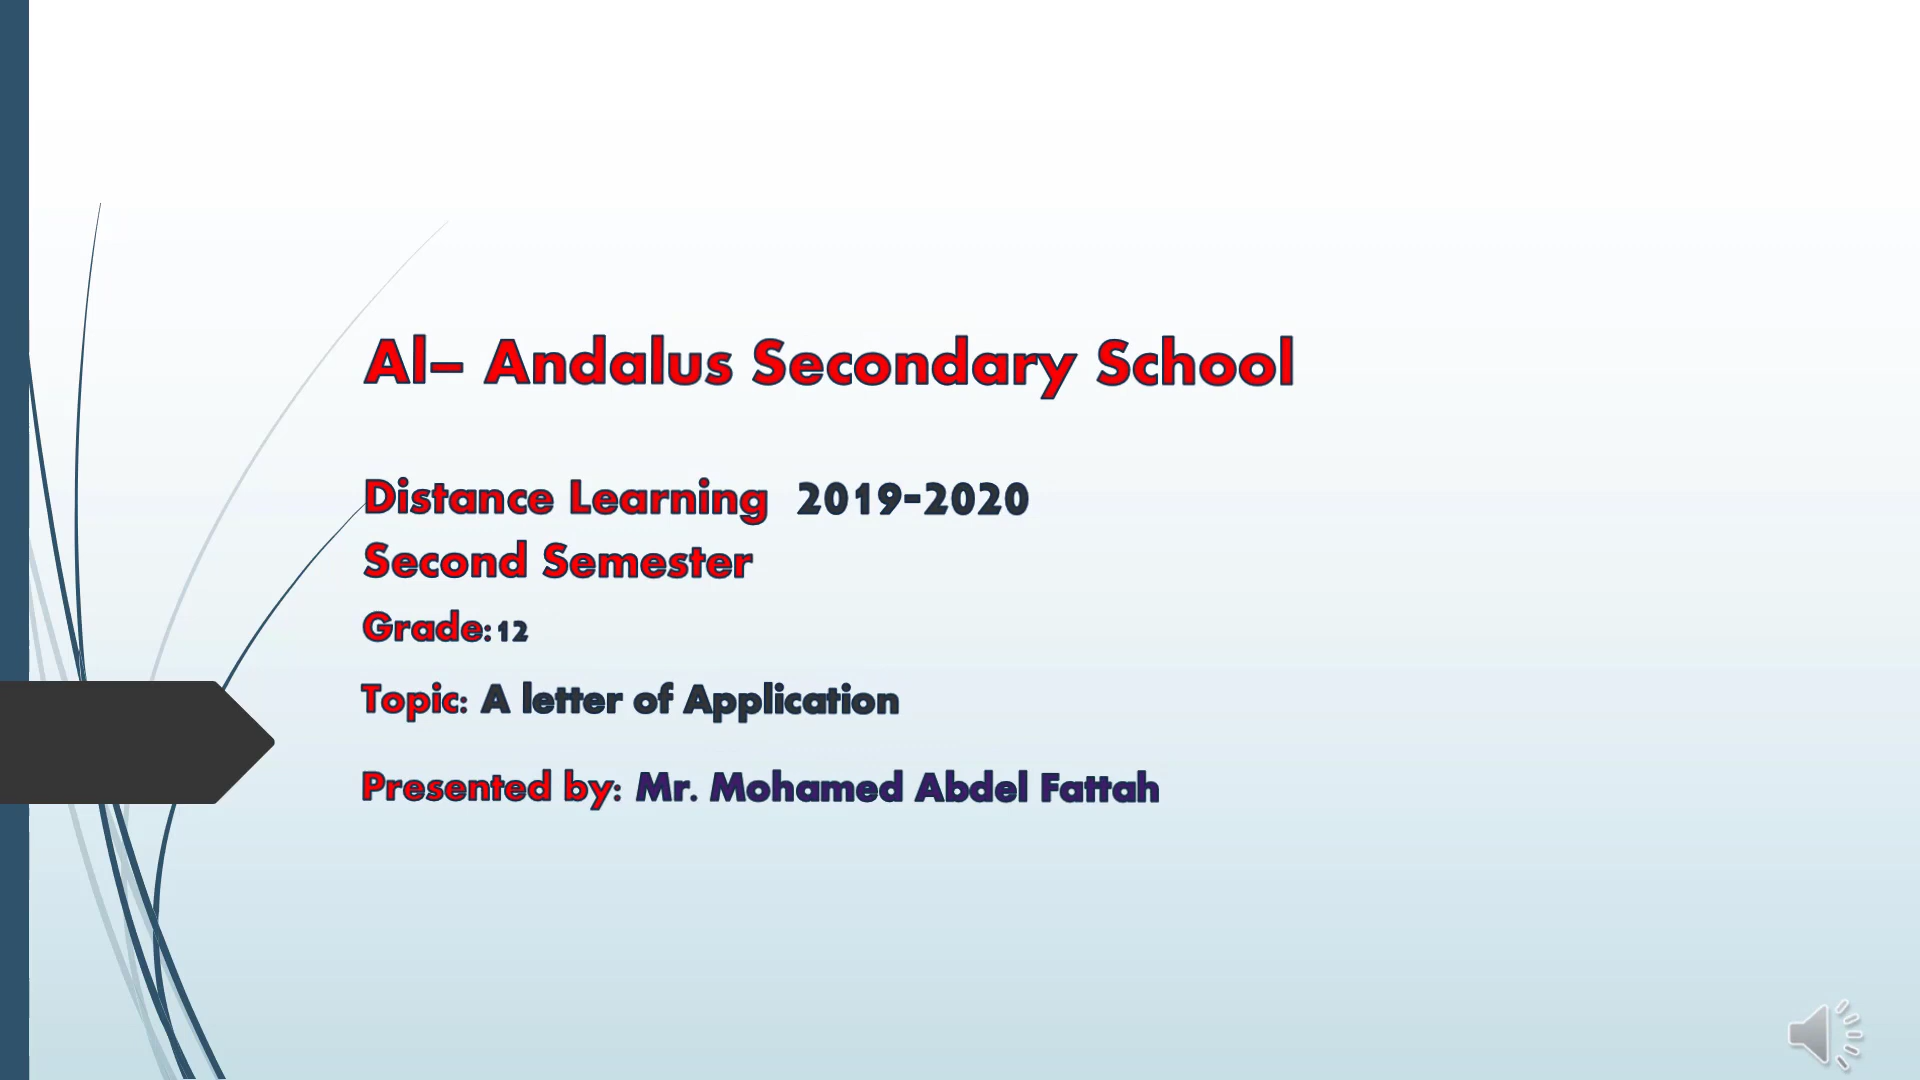 Al– Andalus Secondary School
Distance Learning 2019-2020
Second Semester
Grade: 12
Topic: A letter of Application
Presented by: Mr. Mohamed Abdel Fattah